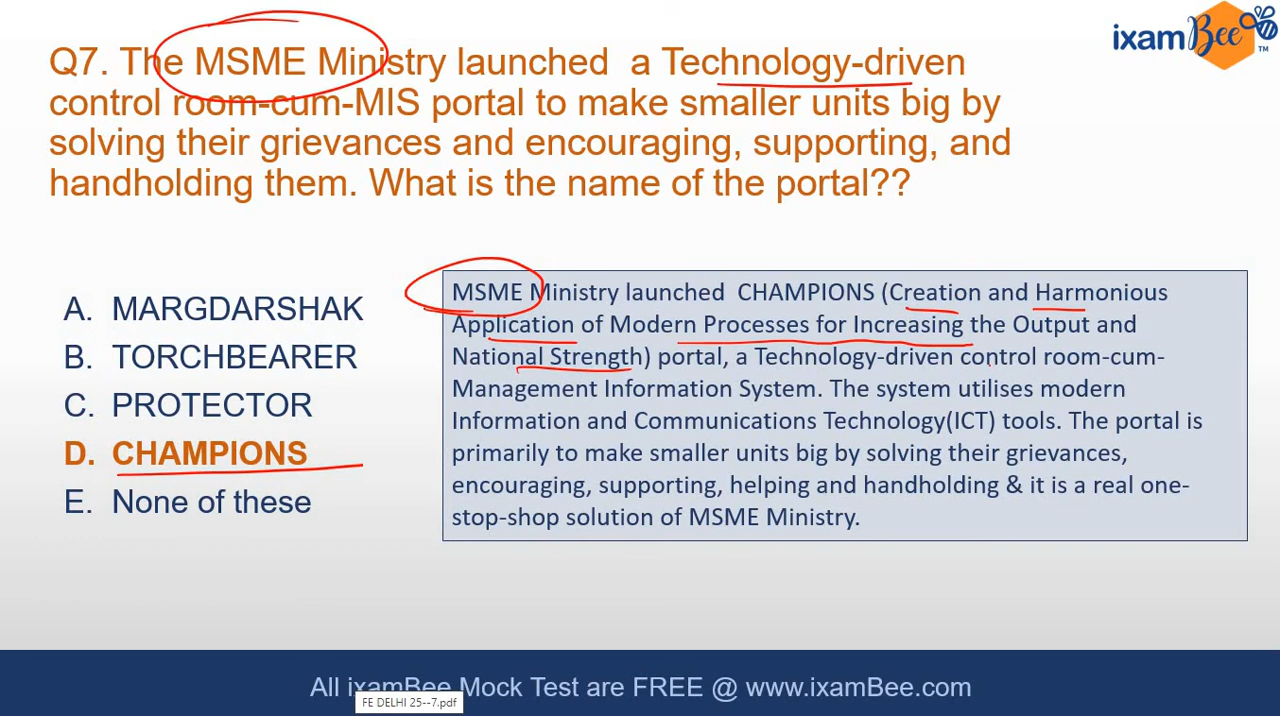 ixamBee TM
Q7. The MSME Ministry launched a Technology-driven
control room-cum-MIS portal to make smaller units big by
solving their grievances and encouraging, supporting, and
handholding them. What is the name of the portal??
A. MARGDARSHAK
B. TORCHBEARER
C. PROTECTOR
D. CHAMPIONS
E. None of these
MSME Ministry launched CHAMPIONS (Creation and Harmonious
Application of Modern Processes for Increasing the Output and
National Strength) portal, a Technology-driven control room-cum-
Management Information System. The system utilises modern
Information and Communications Technology(ICT) tools. The portal is
primarily to make smaller units big by solving their grievances,
encouraging, supporting, helping and handholding & it is a real one-
stop-shop solution of MSME Ministry.
All ixamBee Mock Test are FREE @ www.ixamBee.com
FE DELHI 25--7.pdf